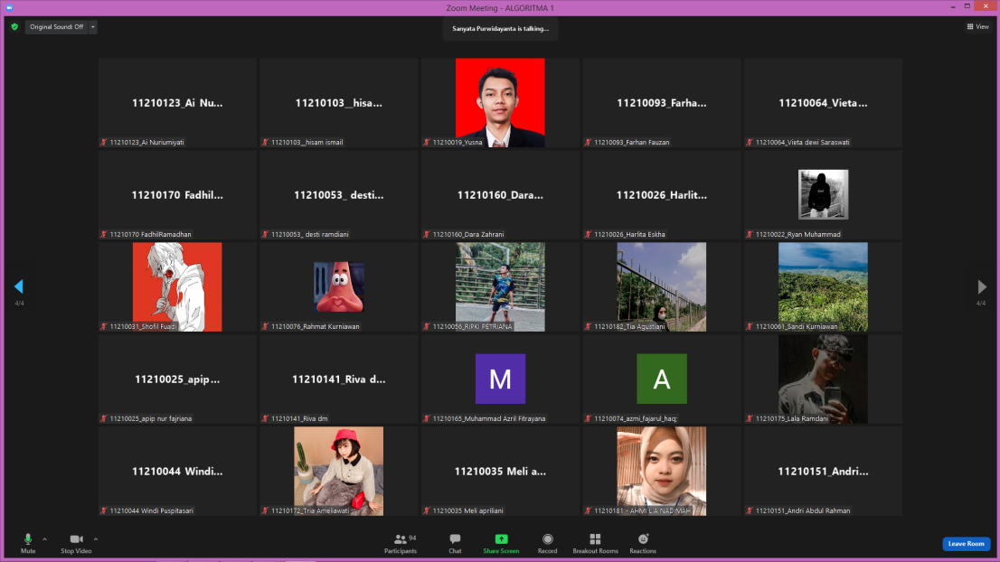 Zoom Meeting - ALGORITMA 1
Original Sound: Off
Sanyata Purwidayanta is talking...
View
11210123_Ai Nu...
11210123_Ai Nuriumiyati
11210103__hisa...
11210103__hisam ismail
11210019_Yusna
11210093_Farha...
11210093_Farhan Fauzan
11210064_Vieta...
11210064_Vieta dewi Saraswati
11210170 Fadhil...
11210170 FadhilRamadhan
11210053_ desti...
11210053_ desti ramdiani
11210160_Dara...
11210160_Dara Zahrani
11210026_Harlit...
11210026_Harlita Eskha
11210022_Ryan Muhammad
11210031_Shofil Fuadi
11210076_Rahmat Kurniawan
11210056_RIPKI PETRIANA
11210182_Tia Agustiani
11210061_Sandi Kurniawan
4/4
4/4
11210025_apip...
11210025_apip nur fajriana
11210141_Riva d...
11210141_Riva dm
M
11210165_Muhammad Azril Fitrayana
A
11210074_azmi_fajarul_haq:
11210175_Lala Ramdani
11210044 Windi...
11210044 Windi Puspitasari
11210172_Tria Ameliawati
11210035 Meli a...
11210035 Meli apriliani
11210181 - AHMI LIA NADIMAH
11210151_Andri...
11210151_Andri Abdul Rahman
Mute
Stop Video
Participants
94
Chat
Share Screen
Record
Breakout Rooms
Reactions
Leave Room